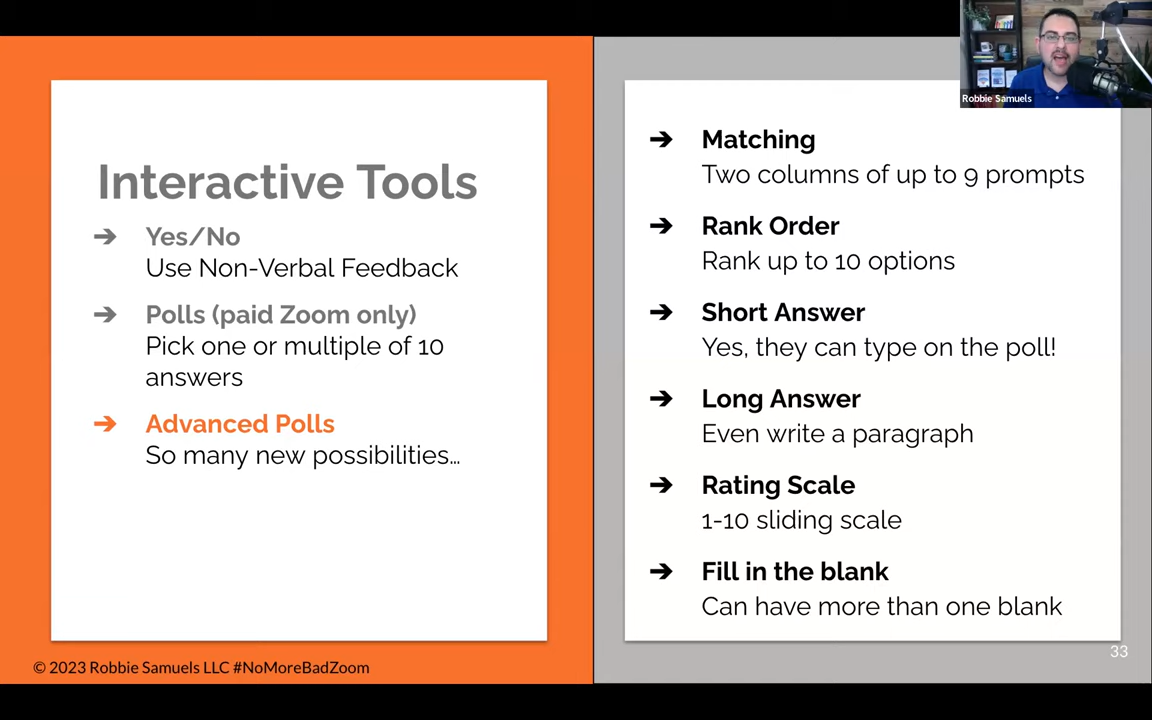 Robbie Samuels
Interactive Tools
➔ Yes/No
Use Non-Verbal Feedback
➔ Polls (paid Zoom only)
Pick one or multiple of 10
answers
➔ Advanced Polls
So many new possibilities...
➔ Matching
Two columns of up to 9 prompts
➔ Rank Order
Rank up to 10 options
➔ Short Answer
Yes, they can type on the poll!
➔ Long Answer
Even write a paragraph
➔ Rating Scale
1-10 sliding scale
➔ Fill in the blank
Can have more than one blank
33
© 2023 Robbie Samuels LLC #NoMoreBadZoom